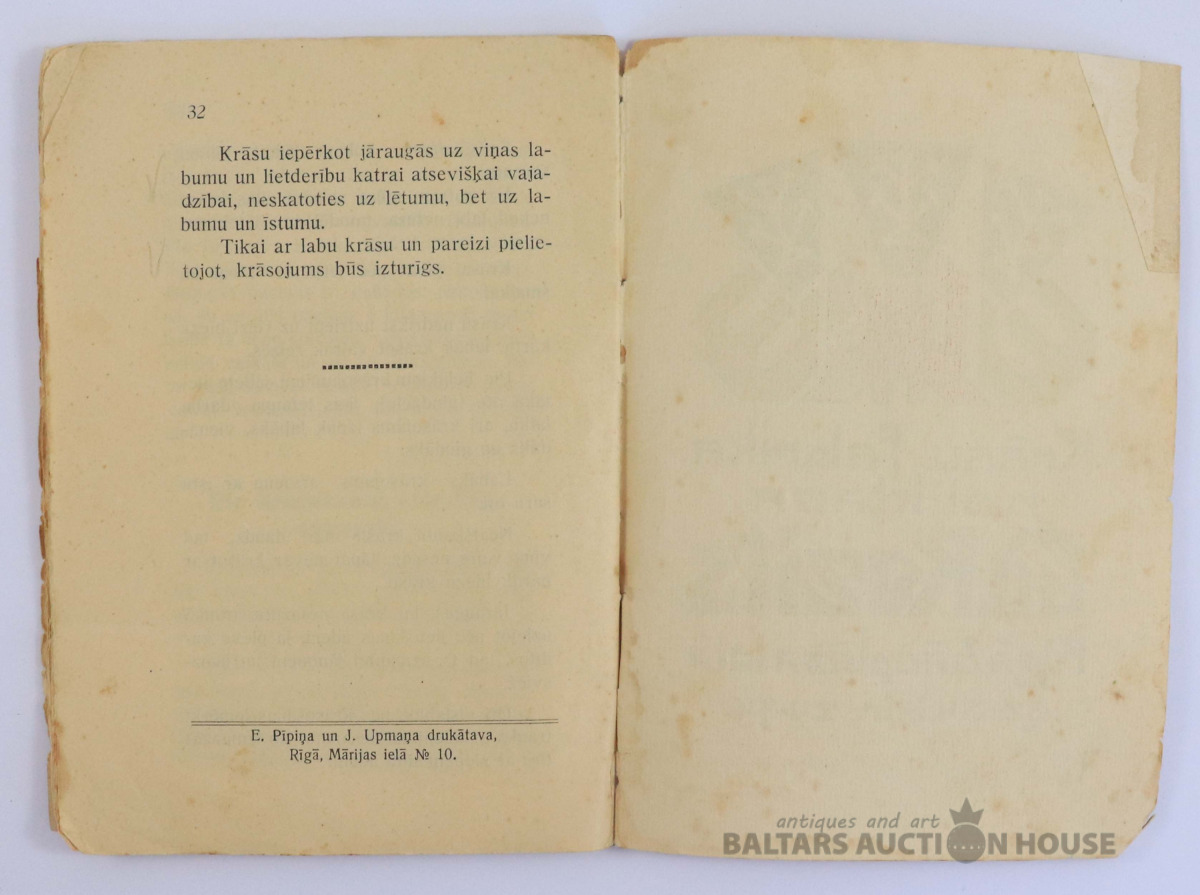 32
Krāsu iepērkot jāraugās uz viņas la-
bumu un lietderību katrai atsevišķai vaja-
dzībai, neskatoties uz lētumu, bet uz la-
bumu un īstumu.
Tikai ar labu krāsu un pareizi pielie-
tojot, krāsojums būs izturīgs.
E. Pīpiņa un J. Upmaņa drukātava,
Rīgā, Mārijas ielā № 10.
antiques and art
BALTARS AUCTION HOUSE